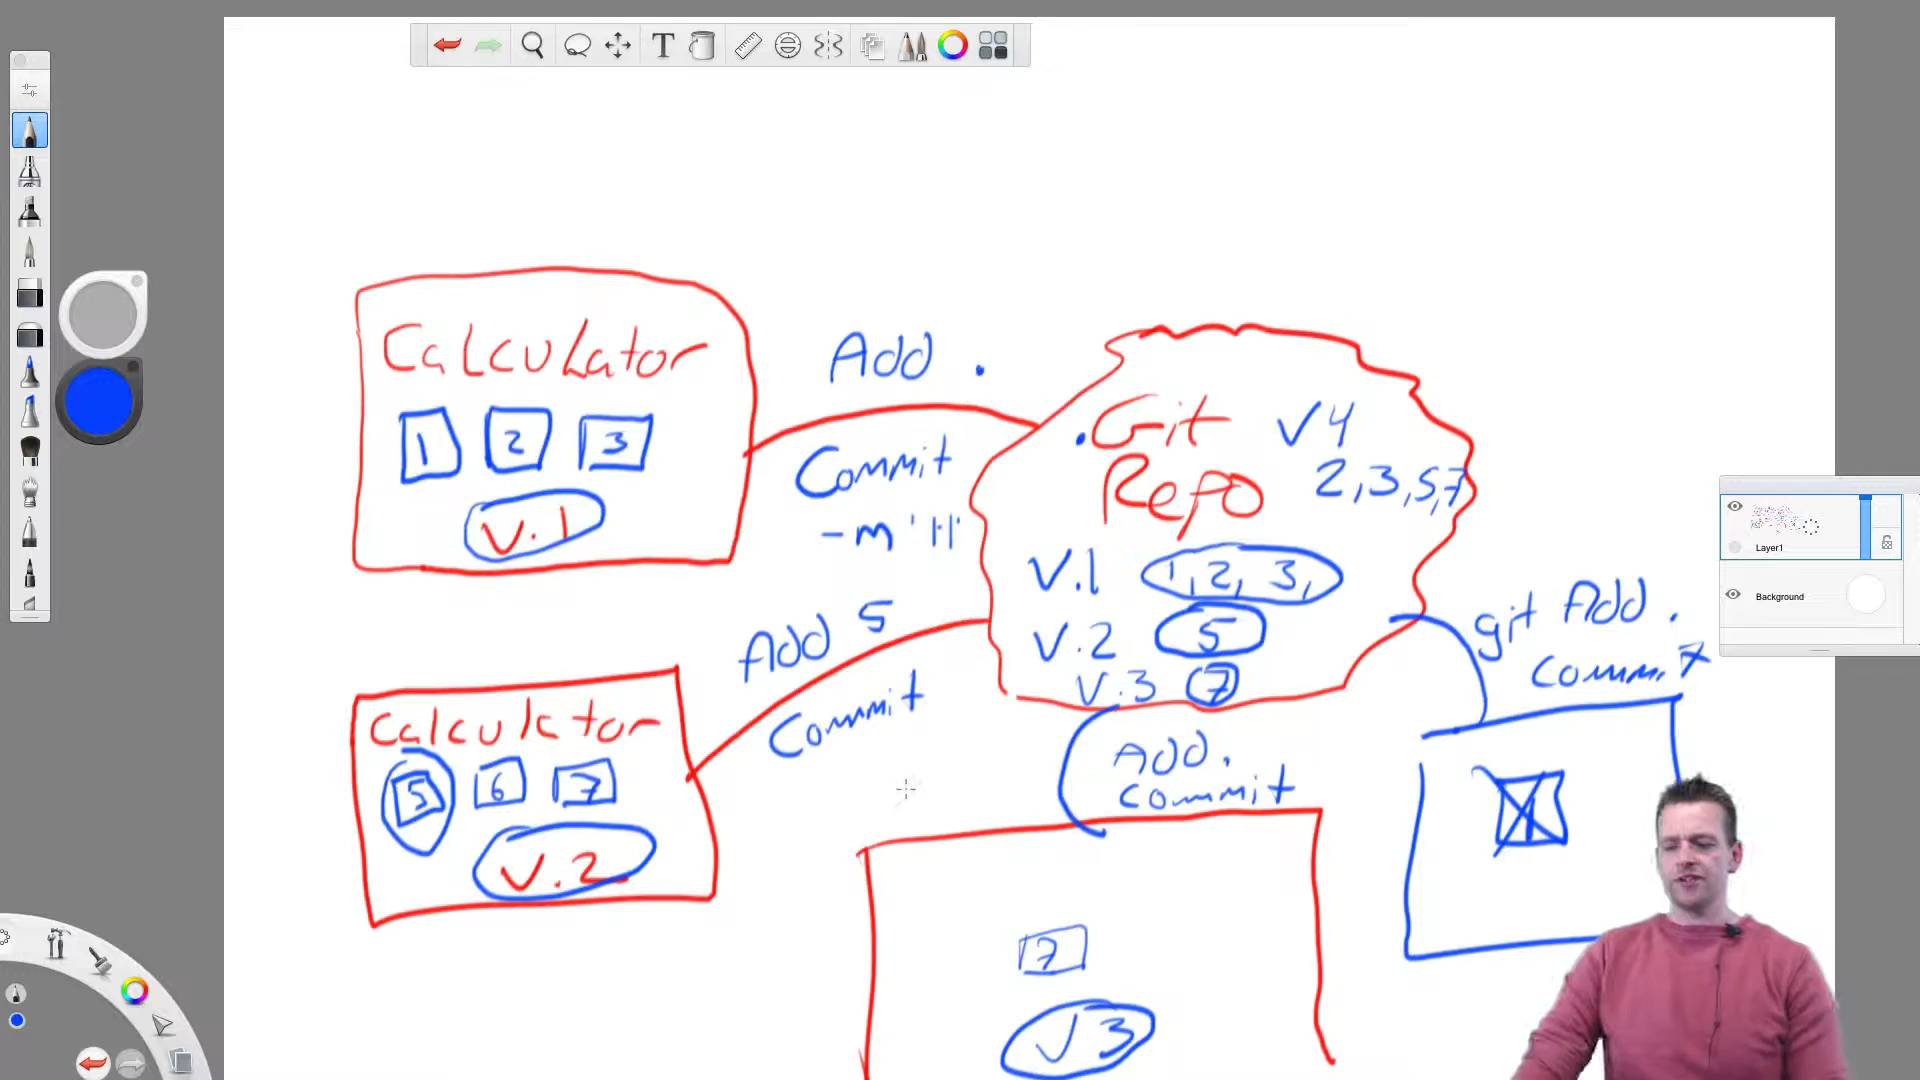 T
Calculator
1 2 3
v.1
Add .
Commit
-m '1.1'
.Git
Repo
v4
2,3,5,7
v.1 1,2, 3,
v.2 5
v.3 7
Add 5
Commit
Calculator
5 6 7
v.2
Add.
commit
7
v3
git Add .
commit
1
Layer1
Background